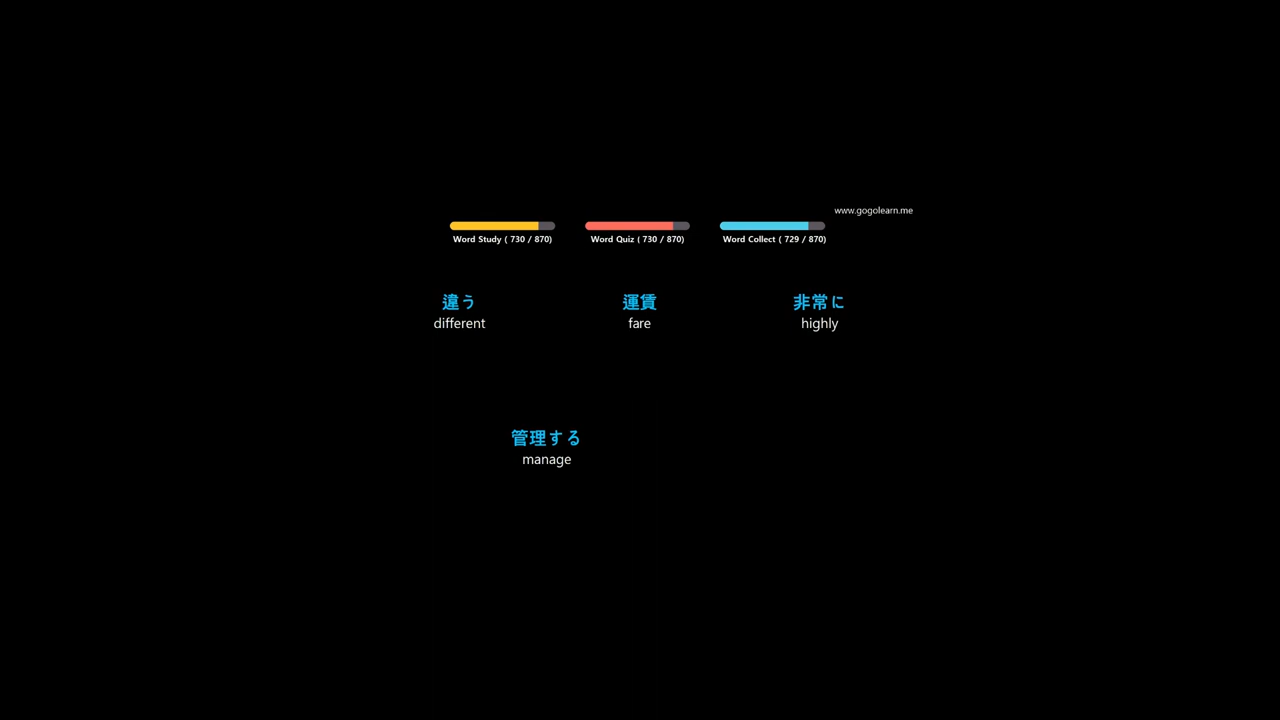 www.gogolearn.me
Word Study ( 730 / 870)
Word Quiz ( 730 / 870)
Word Collect ( 729 / 870)
違う
different
運賃
fare
非常に
highly
管理する
manage